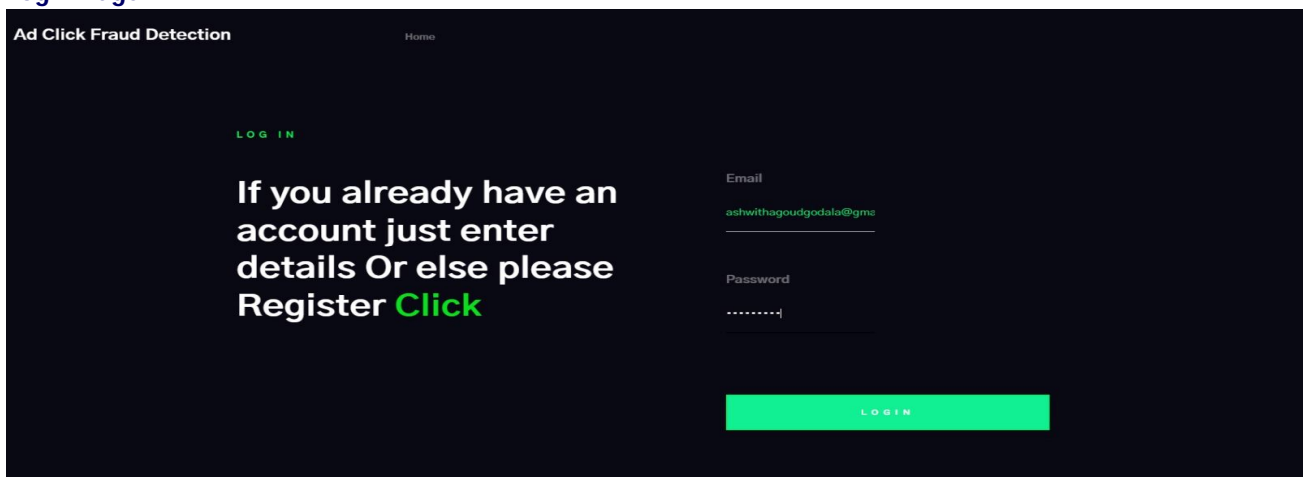 Ad Click Fraud Detection Home
LOG IN
If you already have an
account just enter
details Or else please
Register Click
Email
ashwithagoudgodala@gma
Password
LOGIN